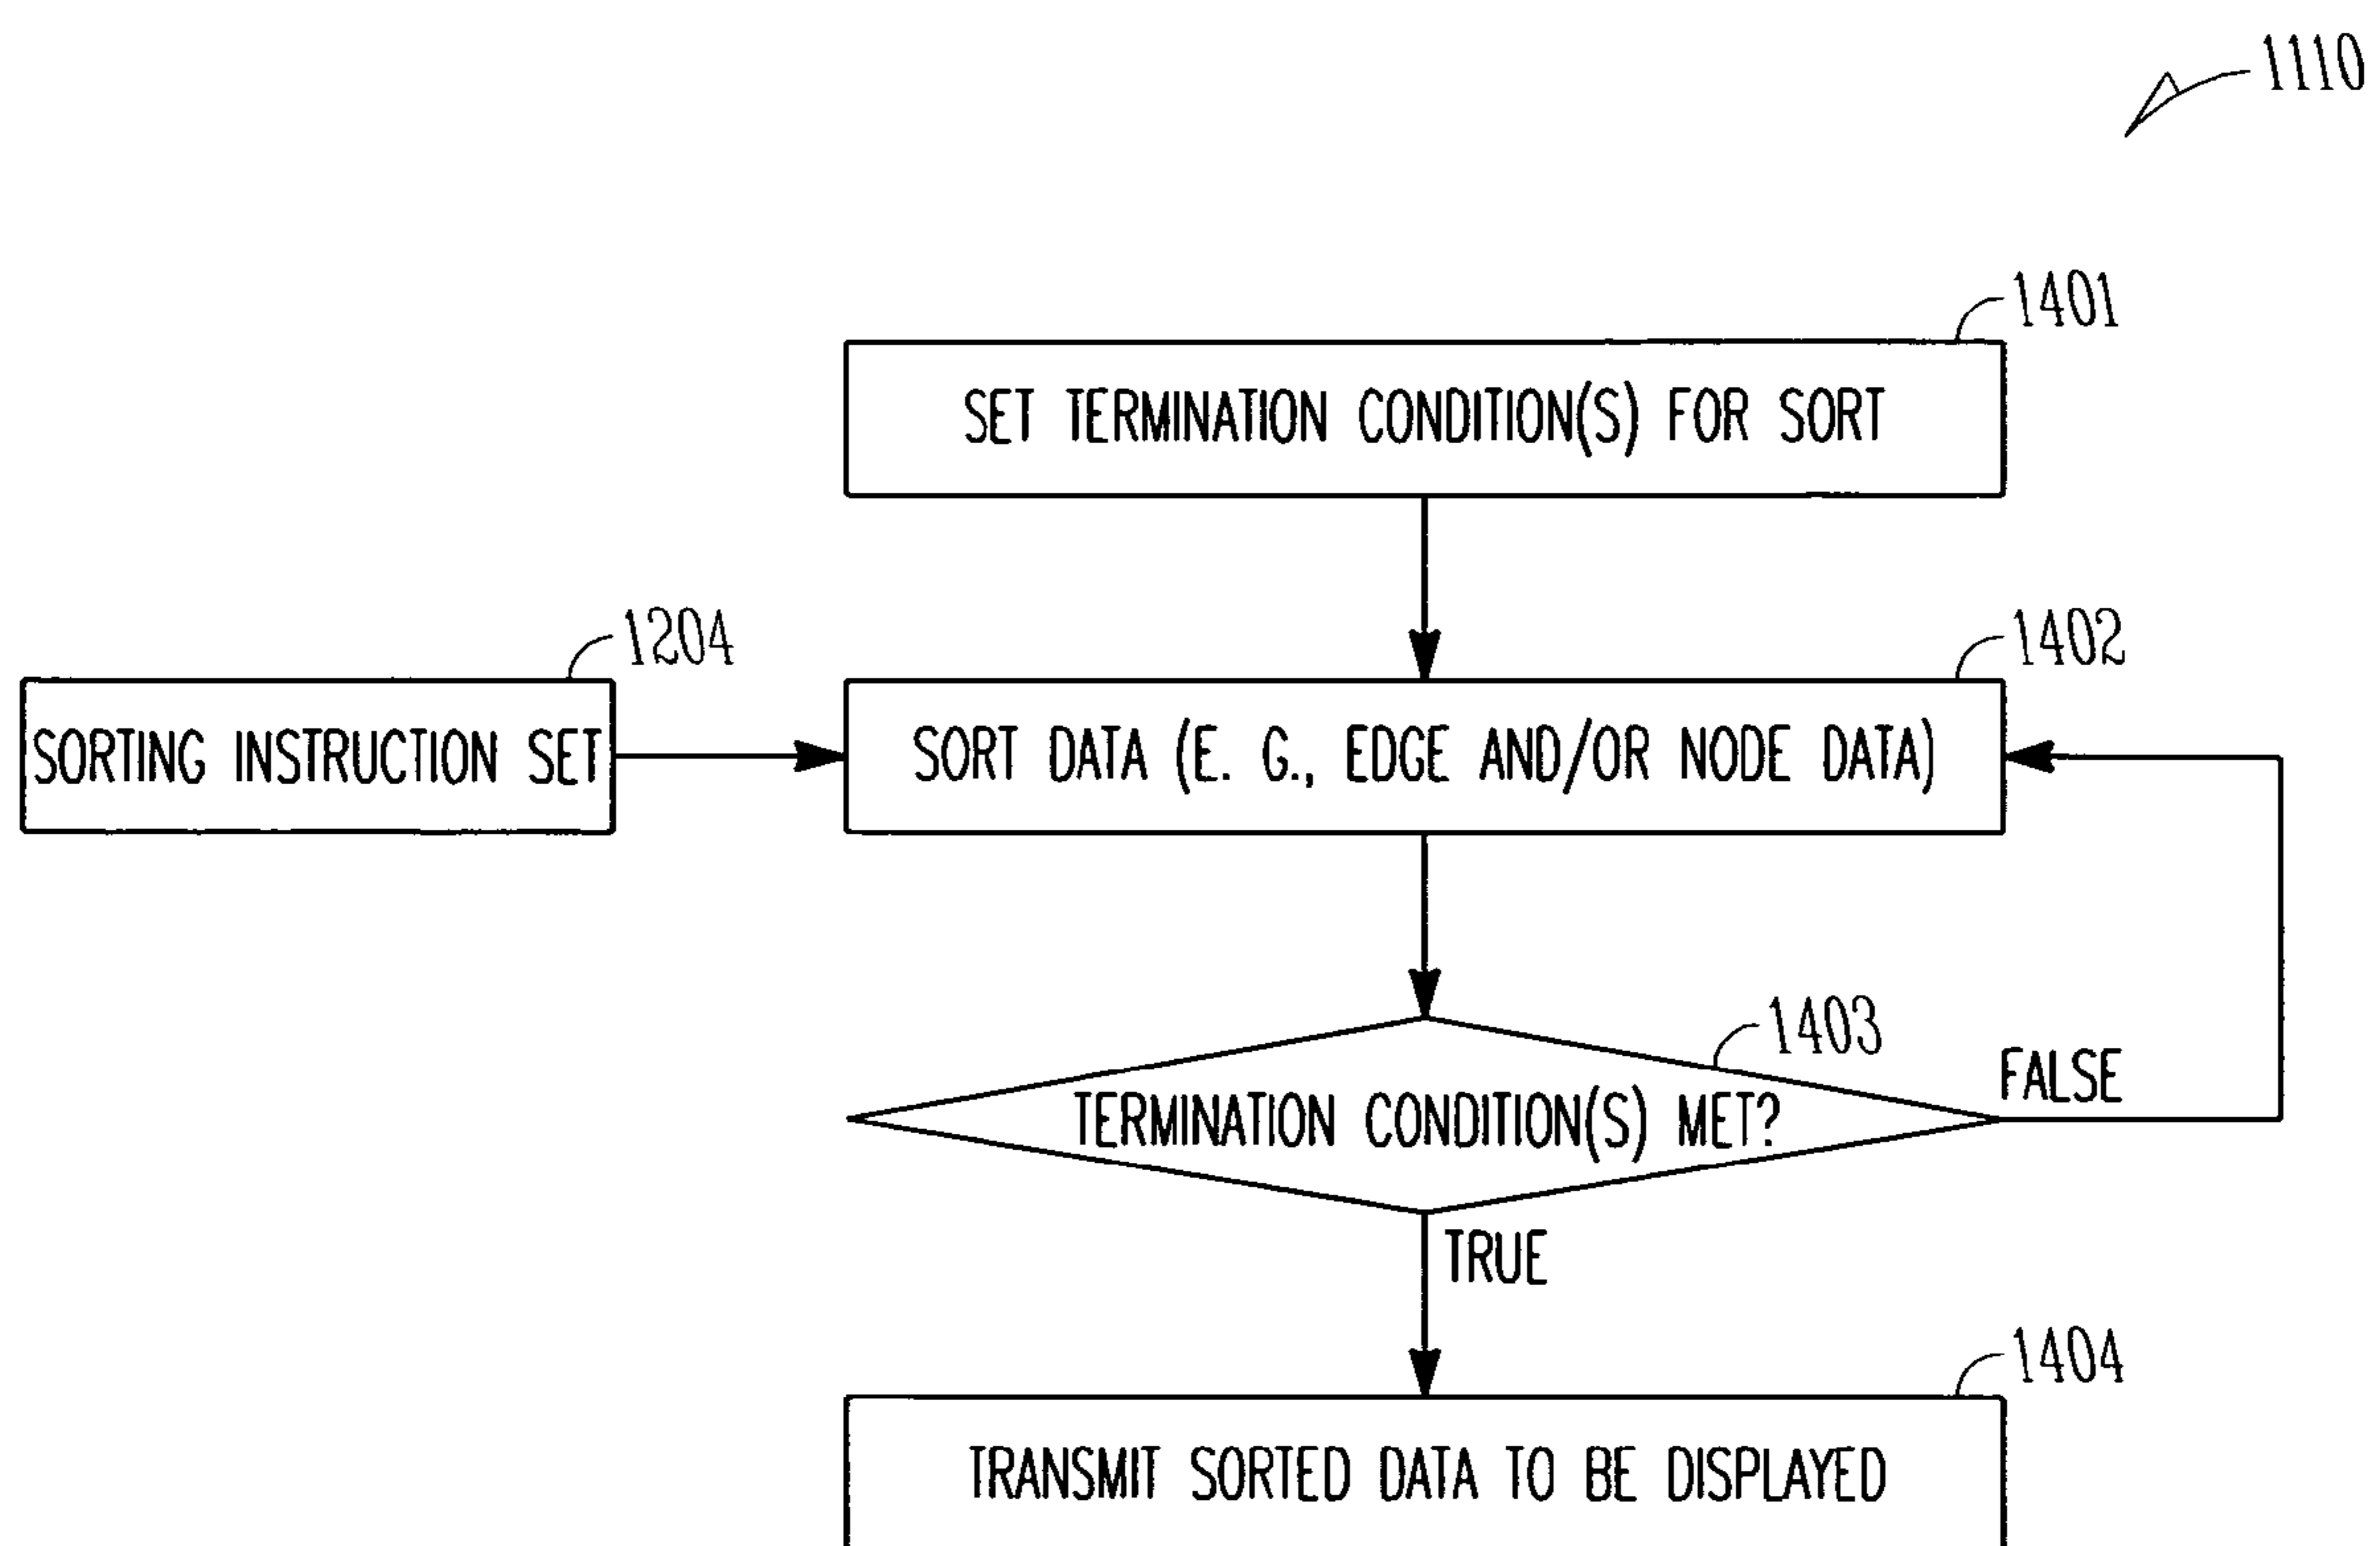 1110
1401
SET TERMINATION CONDITION(S) FOR SORT
1204
1402
SORTING INSTRUCTION SET
SORT DATA (E. G., EDGE AND/OR NODE DATA)
1403
FALSE
TERMINATION CONDITION(S) MET?
TRUE
1404
TRANSMIT SORTED DATA TO BE DISPLAYED